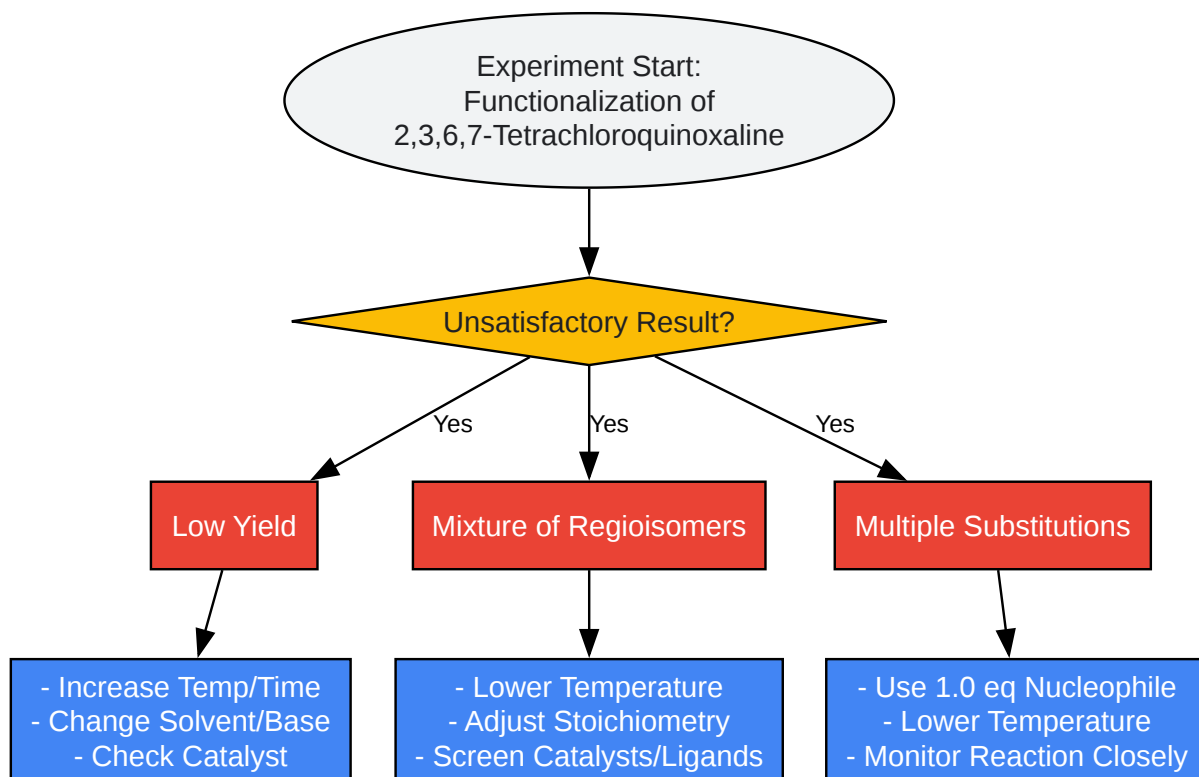 Experiment Start:
Functionalization of
2,3,6,7-Tetrachloroquinoxaline
Unsatisfactory Result?
Yes
Yes
Yes
Low Yield
Mixture of Regioisomers
Multiple Substitutions
- Increase Temp/Time
- Change Solvent/Base
- Check Catalyst
- Lower Temperature
- Adjust Stoichiometry
- Screen Catalysts/Ligands
- Use 1.0 eq Nucleophile
- Lower Temperature
- Monitor Reaction Closely